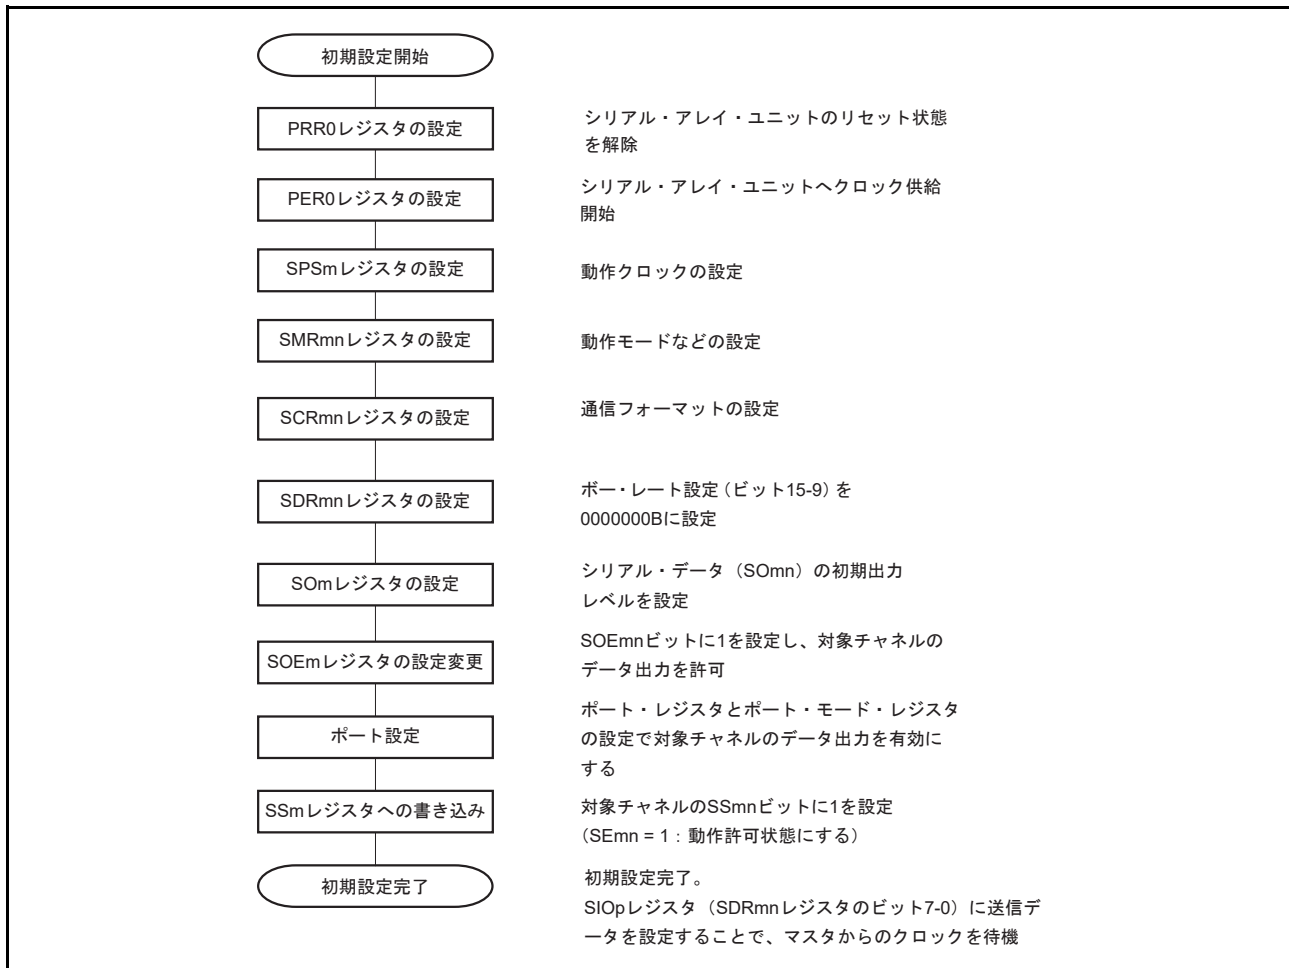 初期設定開始
PRR0レジスタの設定
シリアル・アレイ・ユニットのリセット状態
を解除
PER0レジスタの設定
シリアル・アレイ・ユニットへクロック供給
開始
SPSmレジスタの設定
動作クロックの設定
SMRmnレジスタの設定
動作モードなどの設定
SCRmnレジスタの設定
通信フォーマットの設定
SDRmnレジスタの設定
ボー・レート設定（ビット15-9）を
0000000Bに設定
SOmレジスタの設定
シリアル・データ（SOmn）の初期出力
レベルを設定
SOEmレジスタの設定変更
SOEmnビットに1を設定し、対象チャネルの
データ出力を許可
ポート設定
ポート・レジスタとポート・モード・レジスタ
の設定で対象チャネルのデータ出力を有効に
する
SSmレジスタへの書き込み
対象チャネルのSSmnビットに1を設定
（SEmn = 1：動作許可状態にする）
初期設定完了
初期設定完了。
SIOpレジスタ（SDRmnレジスタのビット7-0）に送信デ
ータを設定することで、マスタからのクロックを待機